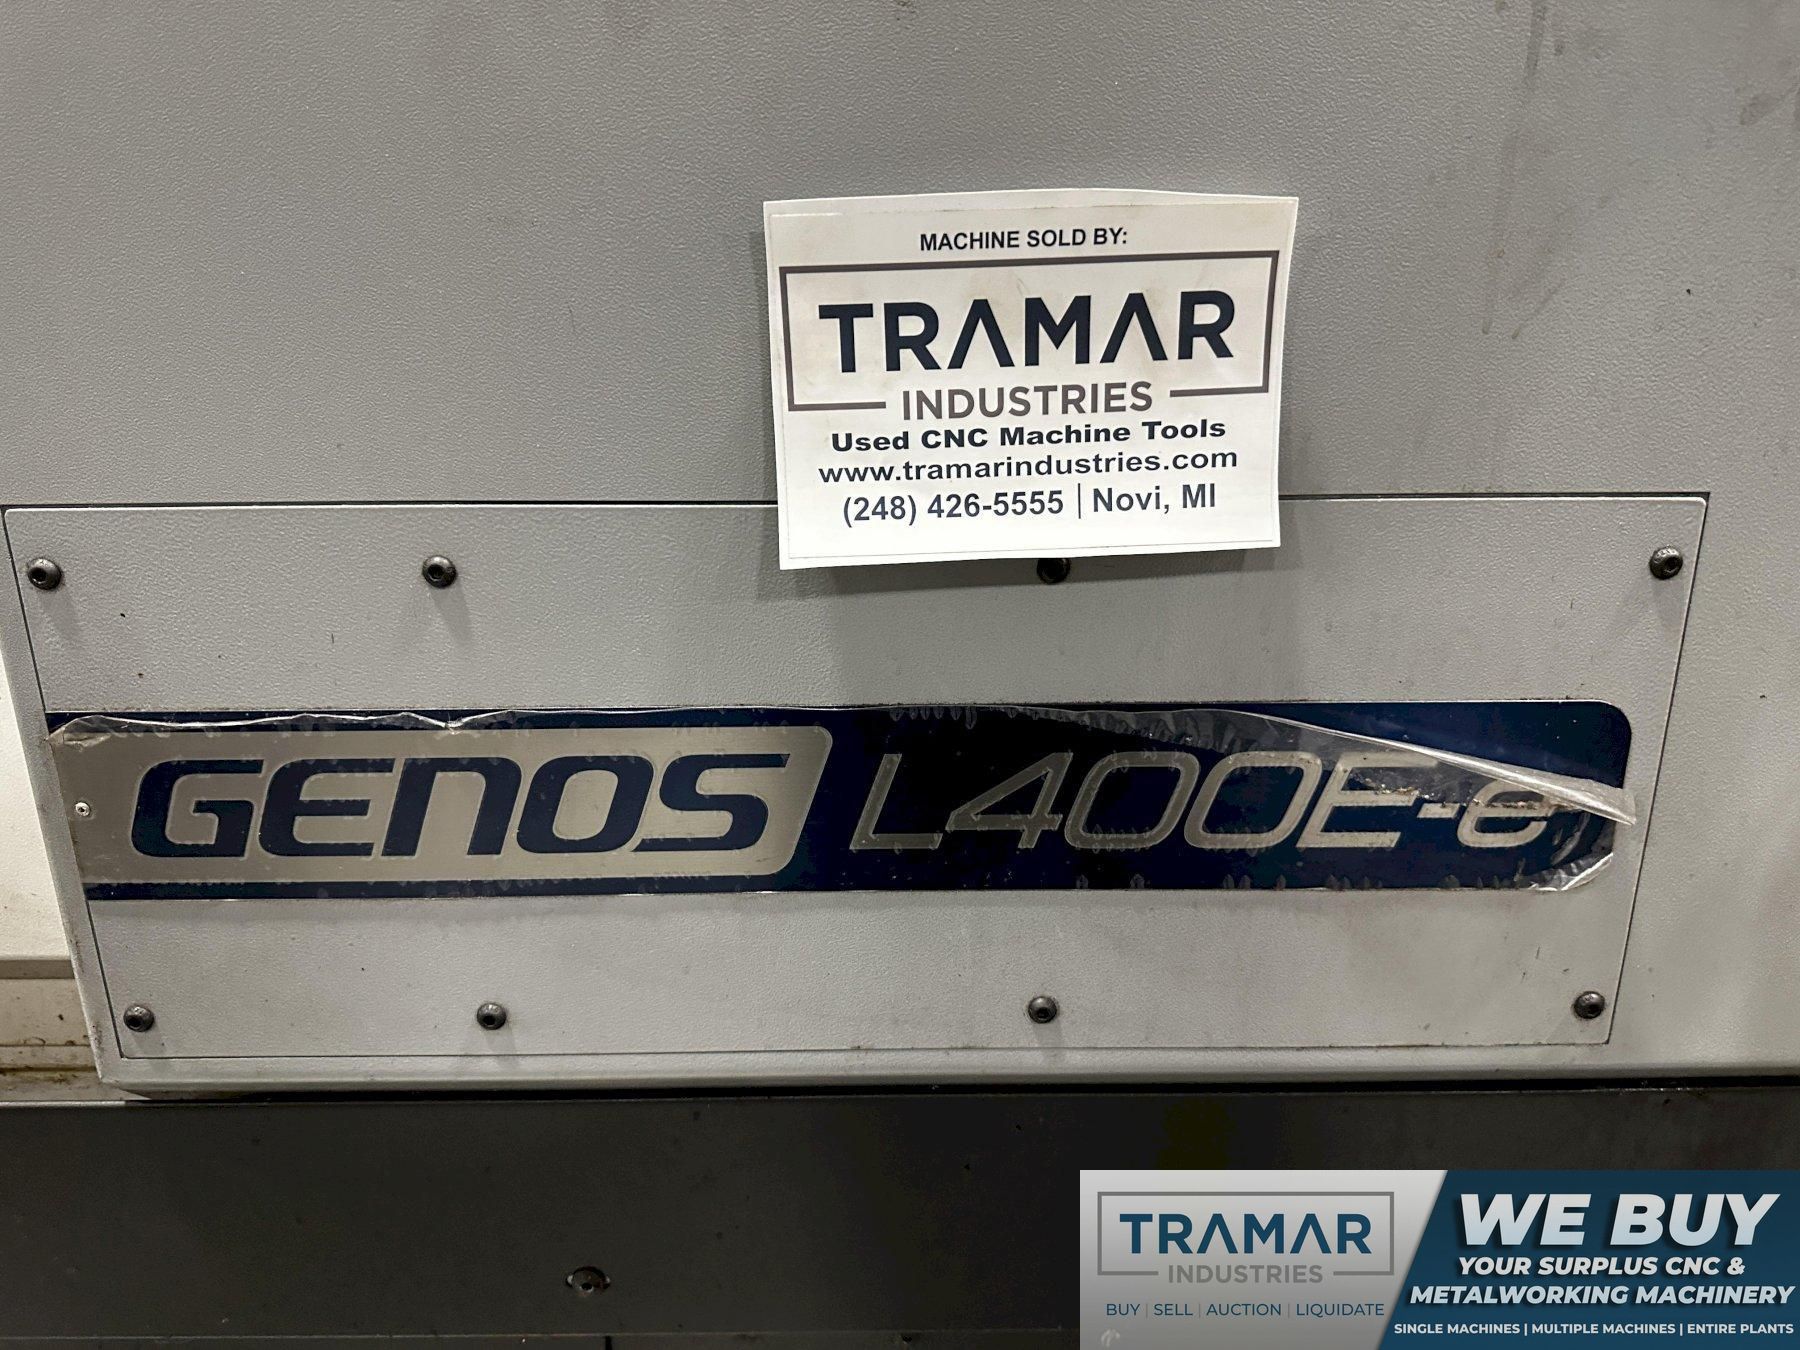 MACHINE SOLD BY:
TRAMAR
INDUSTRIES
Used CNC Machine Tools
www.tramarindustries.com
(248) 426-5555 | Novi, MI
GENOS L400E-e
TRAMAR
INDUSTRIES
BUY | SELL | AUCTION | LIQUIDATE
WE BUY
YOUR SURPLUS CNC &
METALWORKING MACHINERY
SINGLE MACHINES | MULTIPLE MACHINES | ENTIRE PLANTS